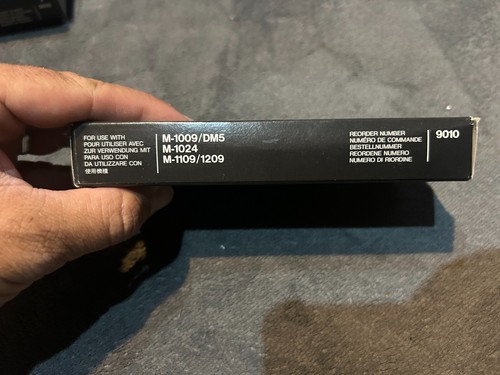 FOR USE WITH
POUR UTILISER AVEC
ZUR VERWENDUNG MIT
PARA USO CON
DA UTILIZZARE CON
使用機種
M-1009/DM5
M-1024
M-1109/1209
REORDER NUMBER
NUMÉRO DE COMMANDE
BESTELLNUMMER
REORDENE NUMERO
NUMERO DI RIORDINE
9010